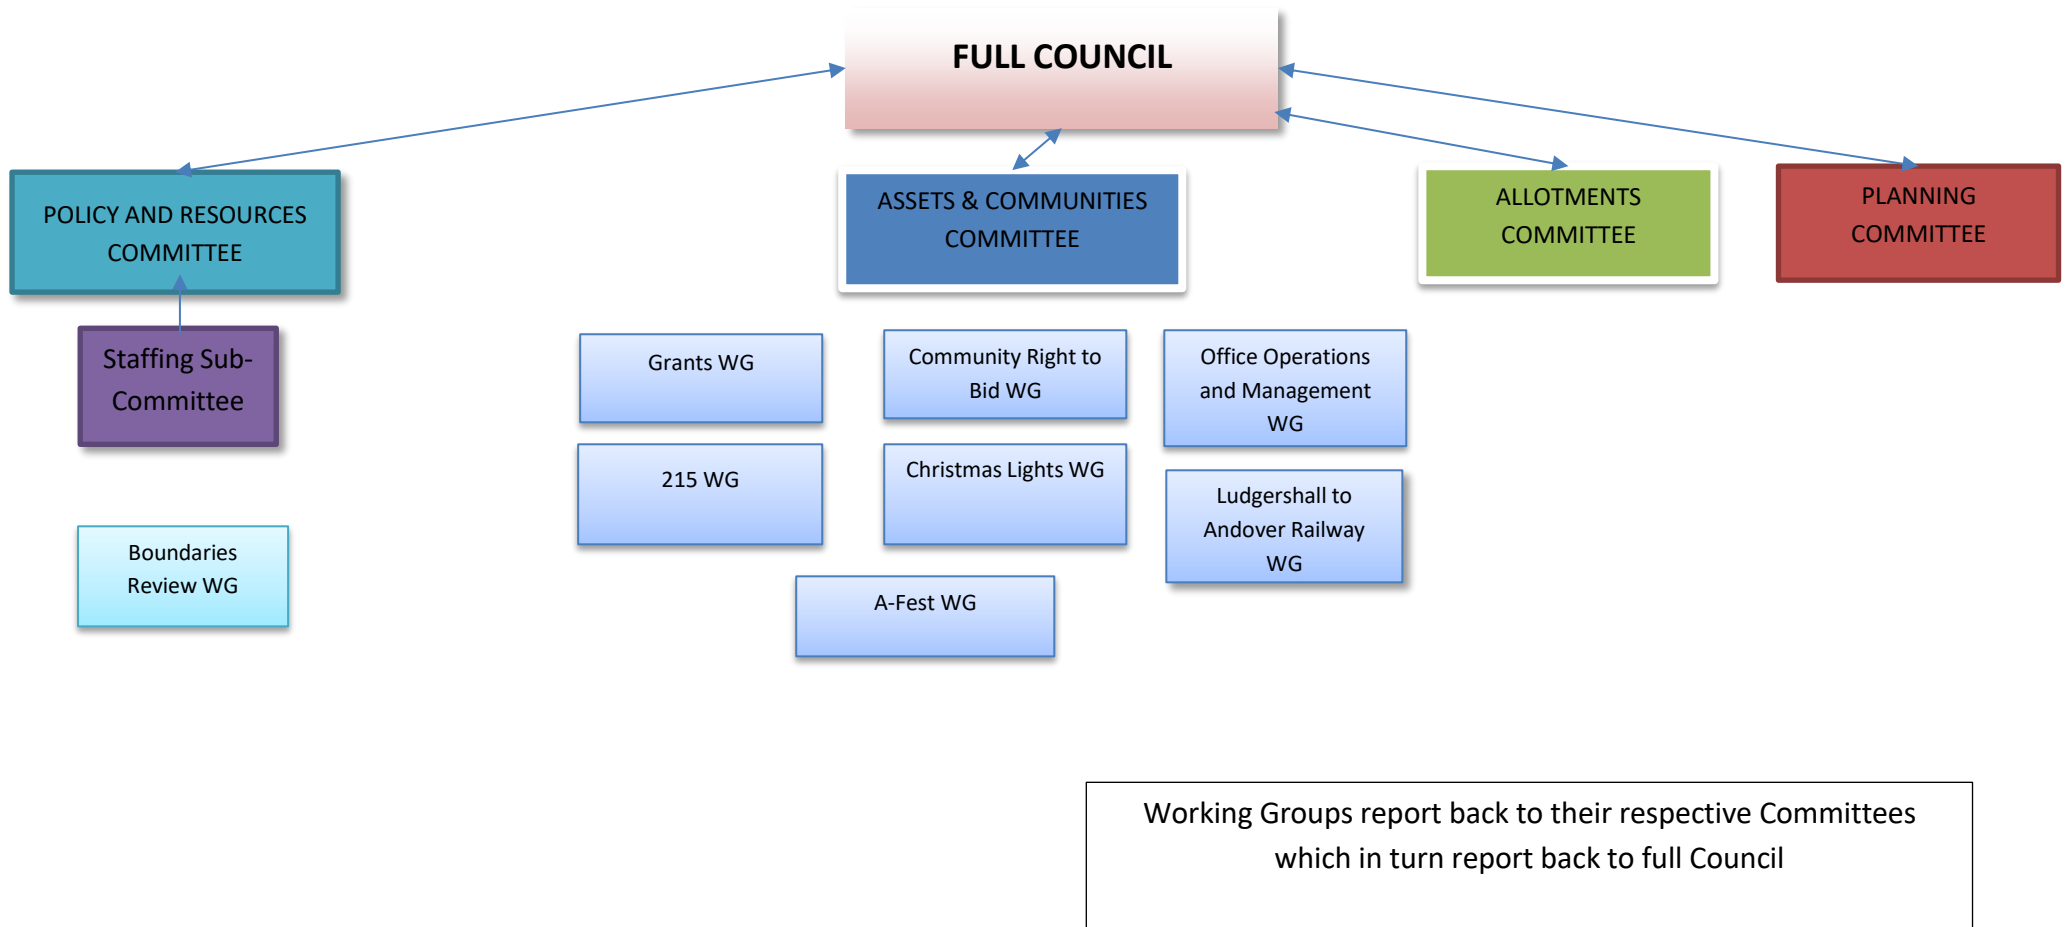 FULL COUNCIL
POLICY AND RESOURCES
COMMITTEE
ASSETS & COMMUNITIES
COMMITTEE
ALLOTMENTS
COMMITTEE
PLANNING
COMMITTEE
Staffing Sub-
Committee
Grants WG
Community Right to
Bid WG
Office Operations
and Management
WG
215 WG
Christmas Lights WG
Ludgershall to
Andover Railway
WG
Boundaries
Review WG
A-Fest WG
Working Groups report back to their respective Committees
which in turn report back to full Council